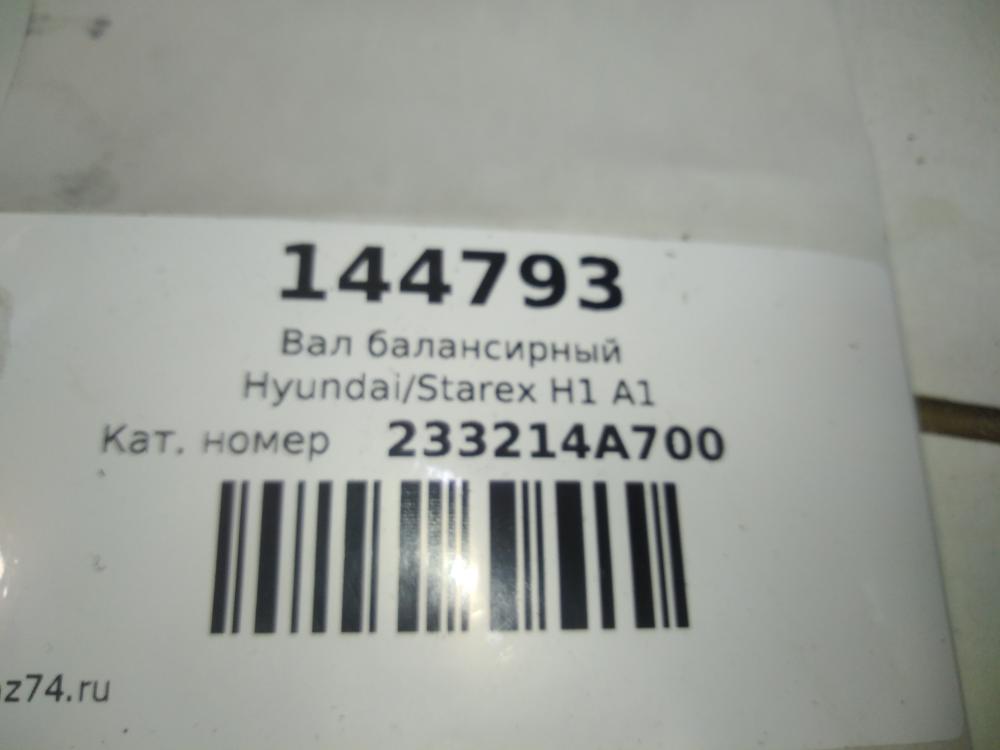 144793
Вал балансирный
Hyundai/Starex H1 A1
Кат. номер 233214A700
z74.ru